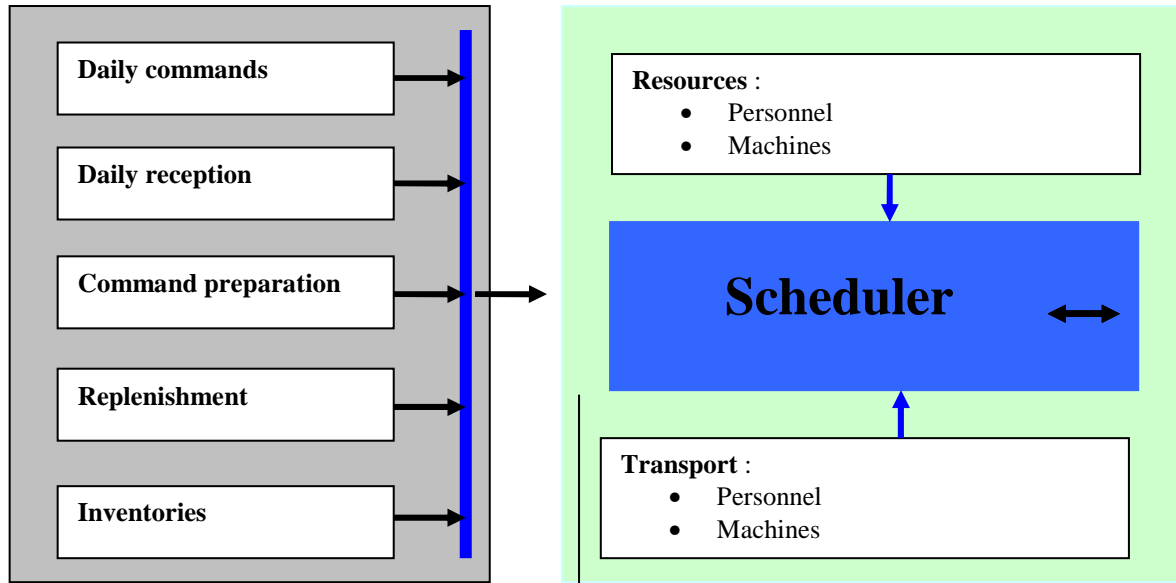 Daily commands
Daily reception
Command preparation
Replenishment
Inventories
Resources :
• Personnel
• Machines
Scheduler
Transport :
• Personnel
• Machines